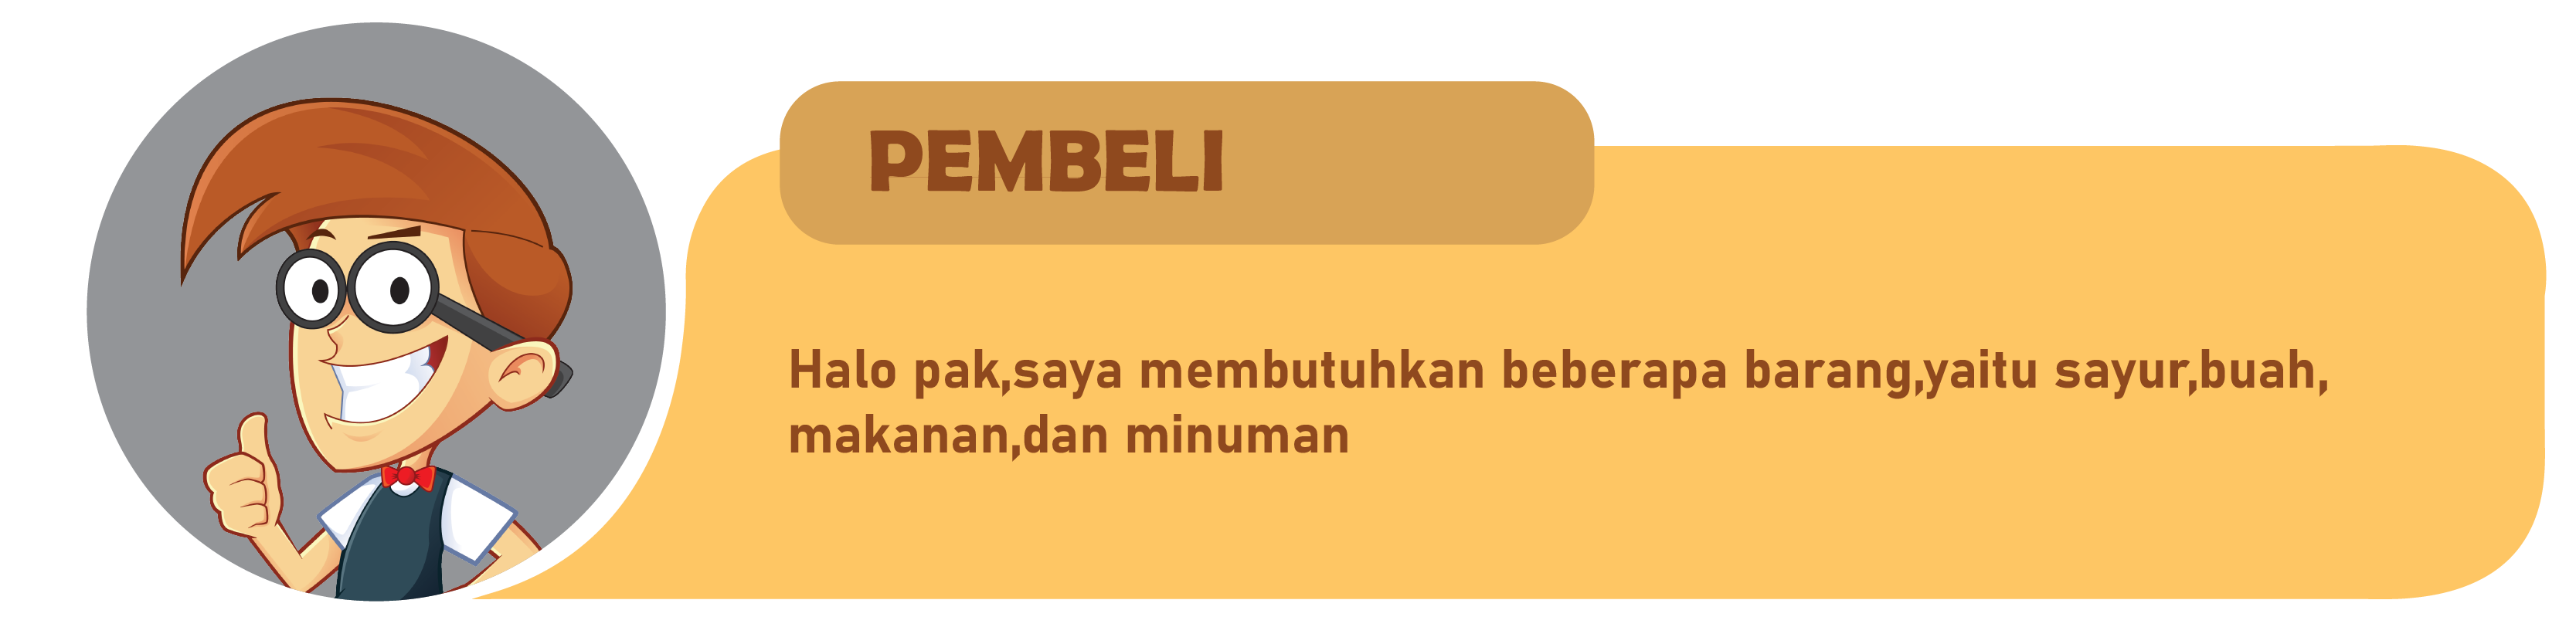 PEMBELI
Halo pak,saya membutuhkan beberapa barang,yaitu sayur,buah,
makanan,dan minuman